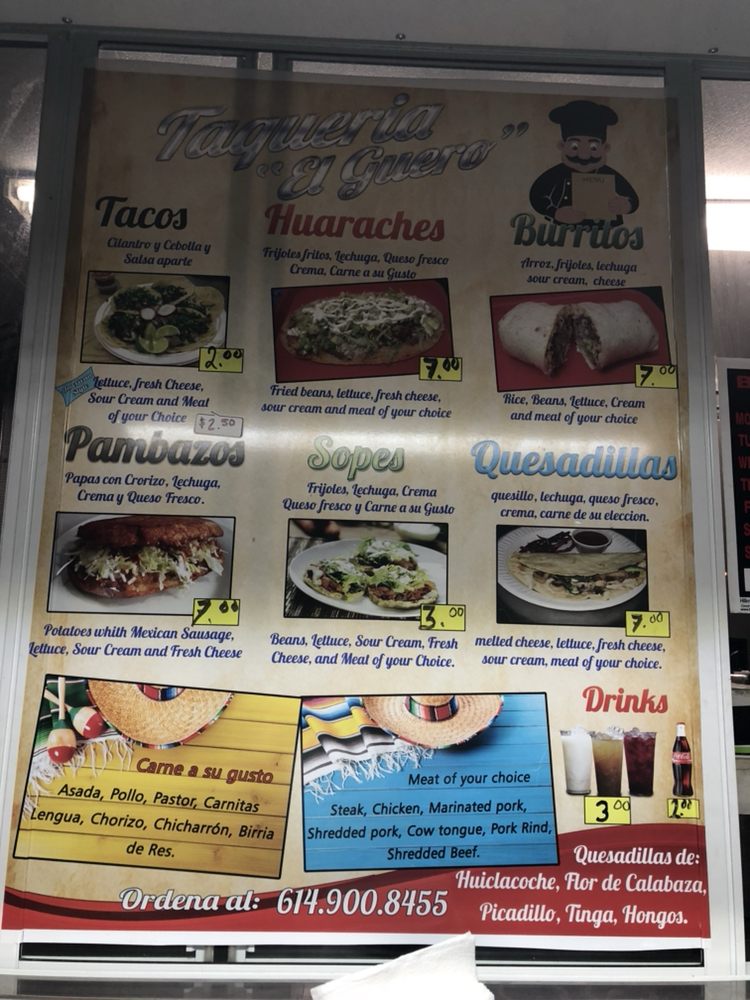 Taqueria
"El Guero"
MENU
Tacos
Cilantro y Cebolla y
Salsa aparte
2.00
Lettuce, fresh Cheese,
Sour Cream and Meat
of your Choice
$2.50
Huaraches
Frijoles fritos, Lechuga, Queso fresco
Crema, Carne a su Gusto
7.00
Fried beans, lettuce, fresh cheese,
sour cream and meat of your choice
Burritos
Arroz, frijoles, lechuga
sour cream, cheese
7.00
Rice, Beans, Lettuce, Cream
and meat of your choice
Pambazos
Papas con Crorizo, Lechuga,
Crema y Queso Fresco.
7.00
Potatoes whith Mexican Sausage,
Lettuce, Sour Cream and Fresh Cheese
Sopes
Frijoles, Lechuga, Crema
Queso fresco y Carne a su Gusto
3.00
Beans, Lettuce, Sour Cream, Fresh
Cheese, and Meal of your Choice.
Quesadillas
quesillo, lechuga, queso fresco,
crema, carne de su eleccion.
7.00
melted cheese, lettuce, fresh cheese,
sour cream, meat of your choice.
Carne a su gusto
Asada, Pollo, Pastor, Carnitas
Lengua, Chorizo, Chicharrón, Birria
de Res.
Meat of your choice
Steak, Chicken, Marinated pork,
Shredded pork, Cow tongue, Pork Rind,
Shredded Beef.
Drinks
3.00
2.00
Quesadillas de:
Huiclacoche, Flor de Calabaza,
Picadillo, Tinga, Hongos.
Ordena al: 614.900.8455